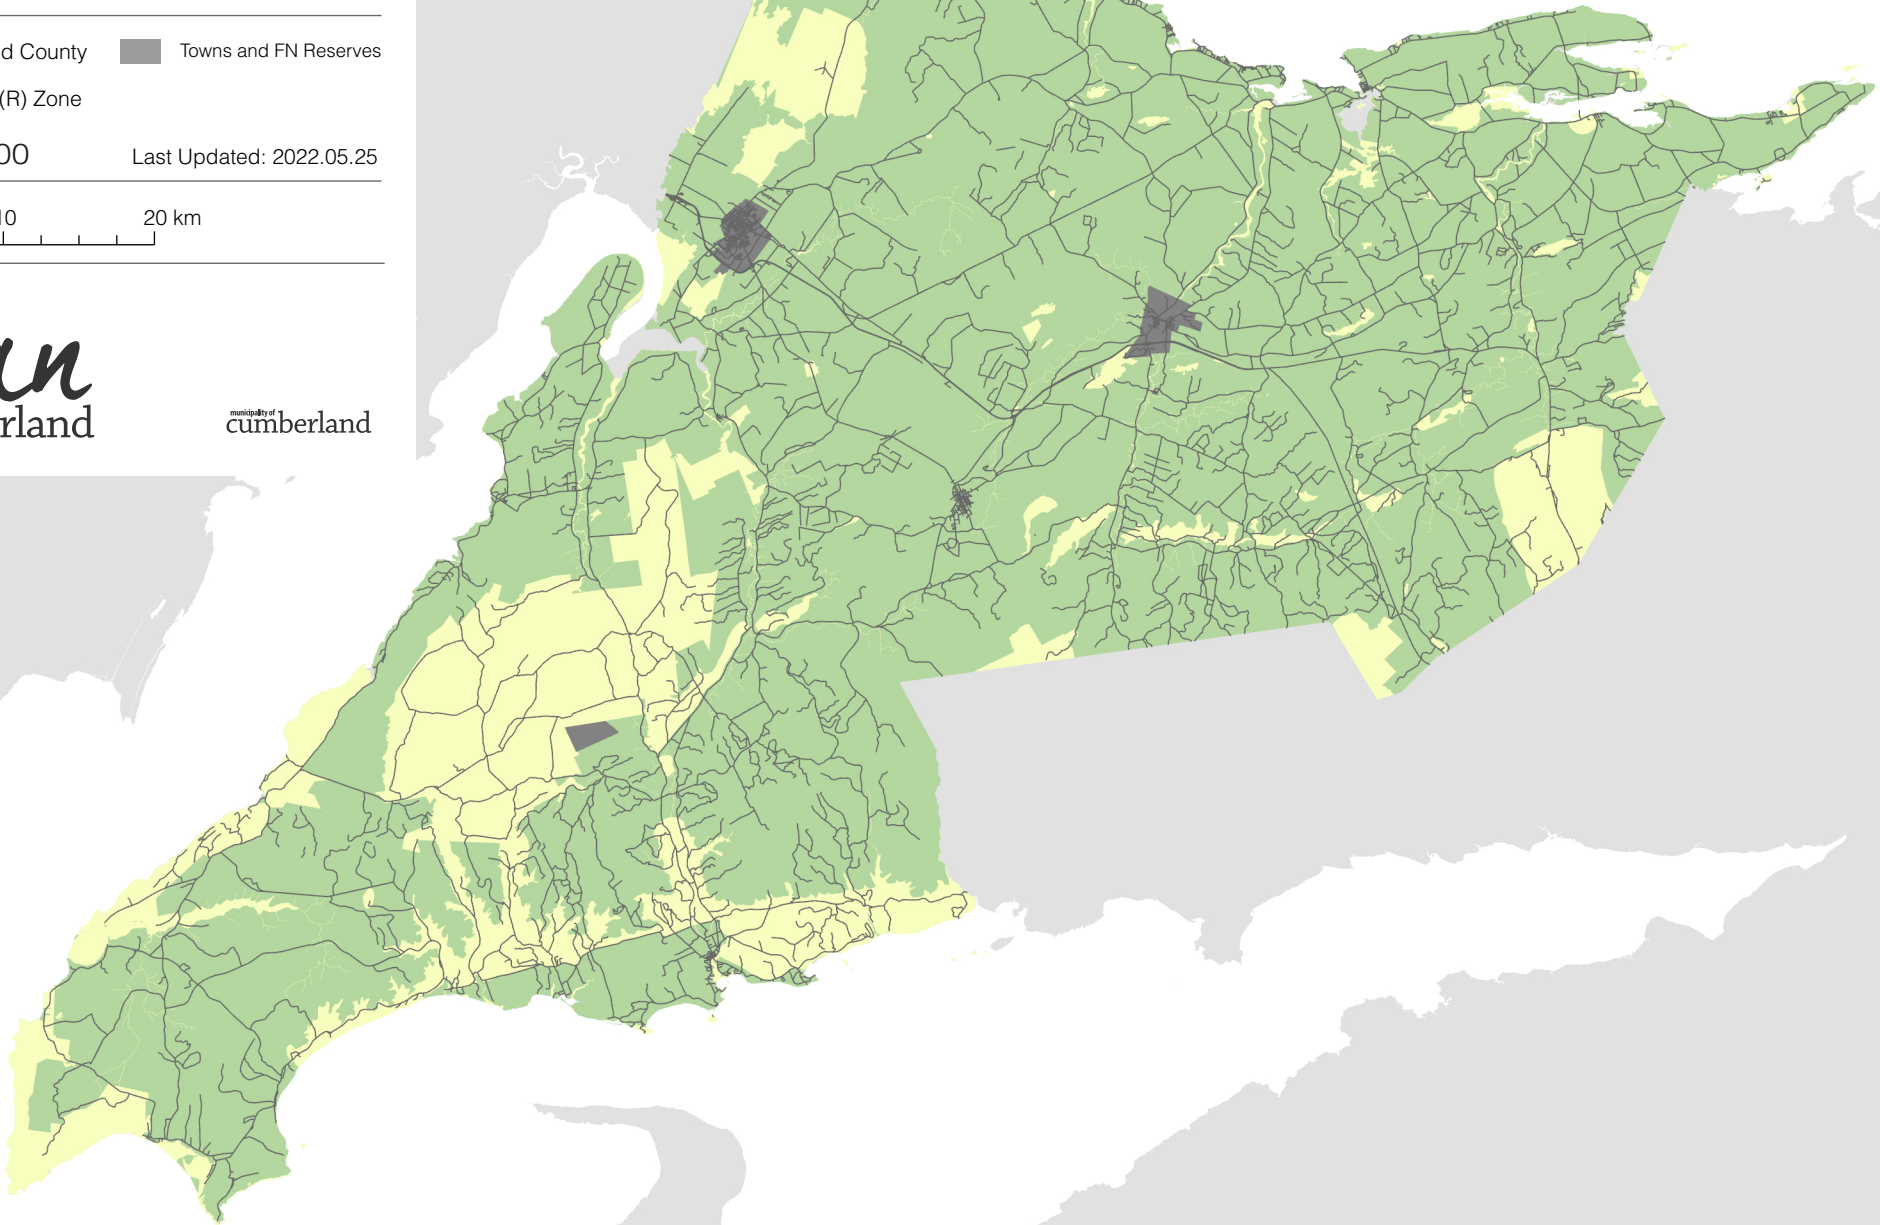 d County
Towns and FN Reserves
(R) Zone
00
Last Updated: 2022.05.25
10
20 km
an
rland
municipality of
cumberland